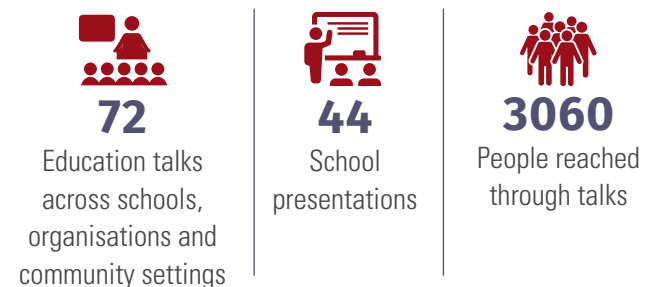 72
Education talks
across schools,
organisations and
community settings
44
School
presentations
3060
People reached
through talks